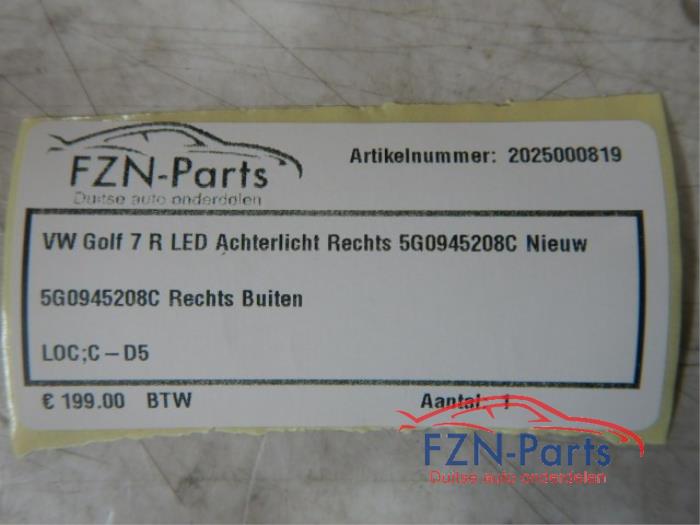 FZN-Parts
Duitse auto onderdelen
Artikelnummer: 2025000819
VW Golf 7 R LED Achterlicht Rechts 5G0945208C Nieuw
5G0945208C Rechts Buiten
LOC;C-D5
€ 199.00 BTW
Aantal: 1
FZN-Parts
Duitse auto onderdelen